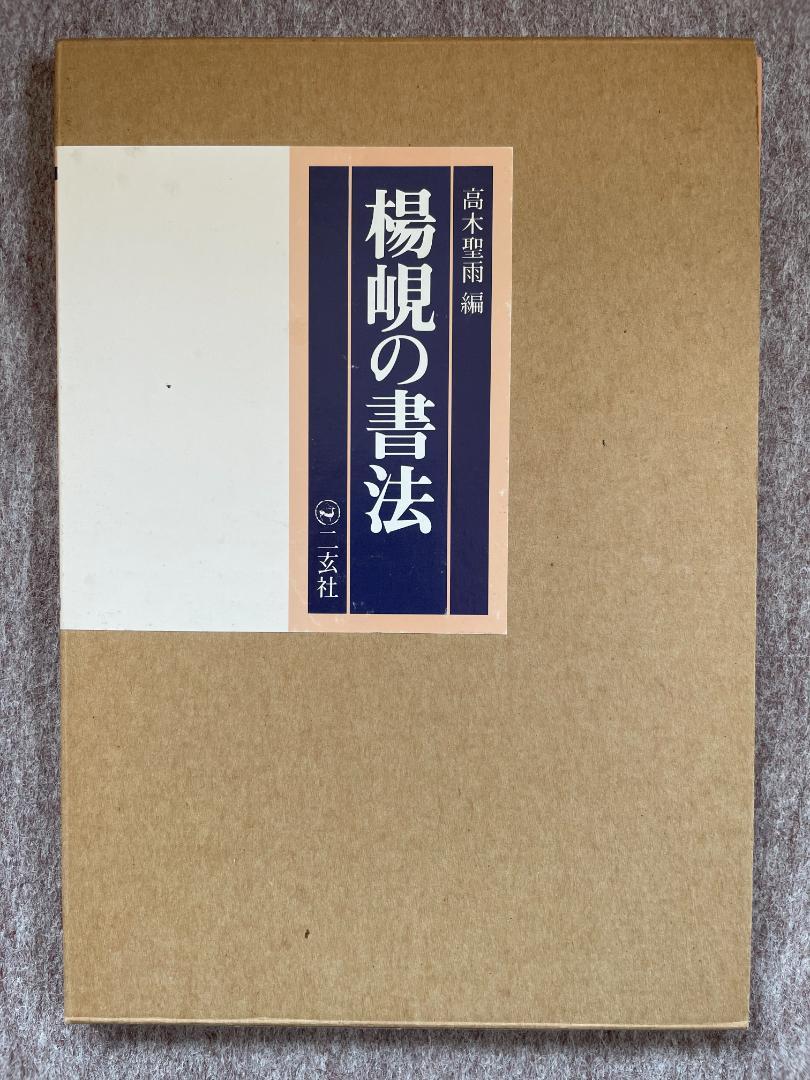 高木聖雨 編
楊峴の書法
二玄社